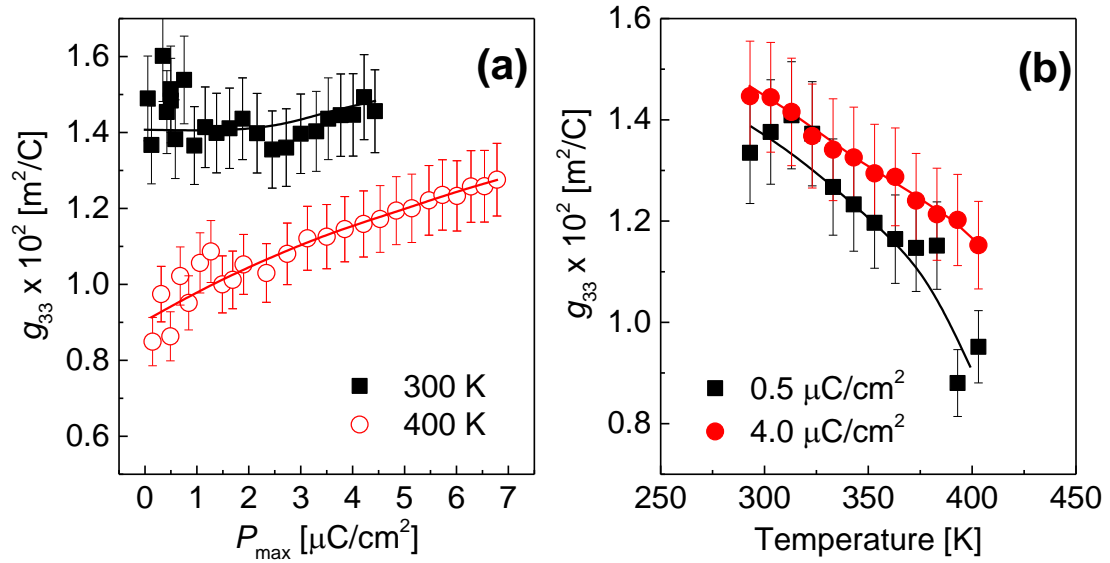 (a)
g33 x 10² [m²/C]
1.6
1.4
1.2
1.0
0.8
0.6
300 K
400 K
0 1 2 3 4 5 6 7
Pmax [μC/cm²]
(b)
g33 x 10² [m²/C]
1.6
1.4
1.2
1.0
0.8
0.5 μC/cm²
4.0 μC/cm²
250 300 350 400 450
Temperature [K]